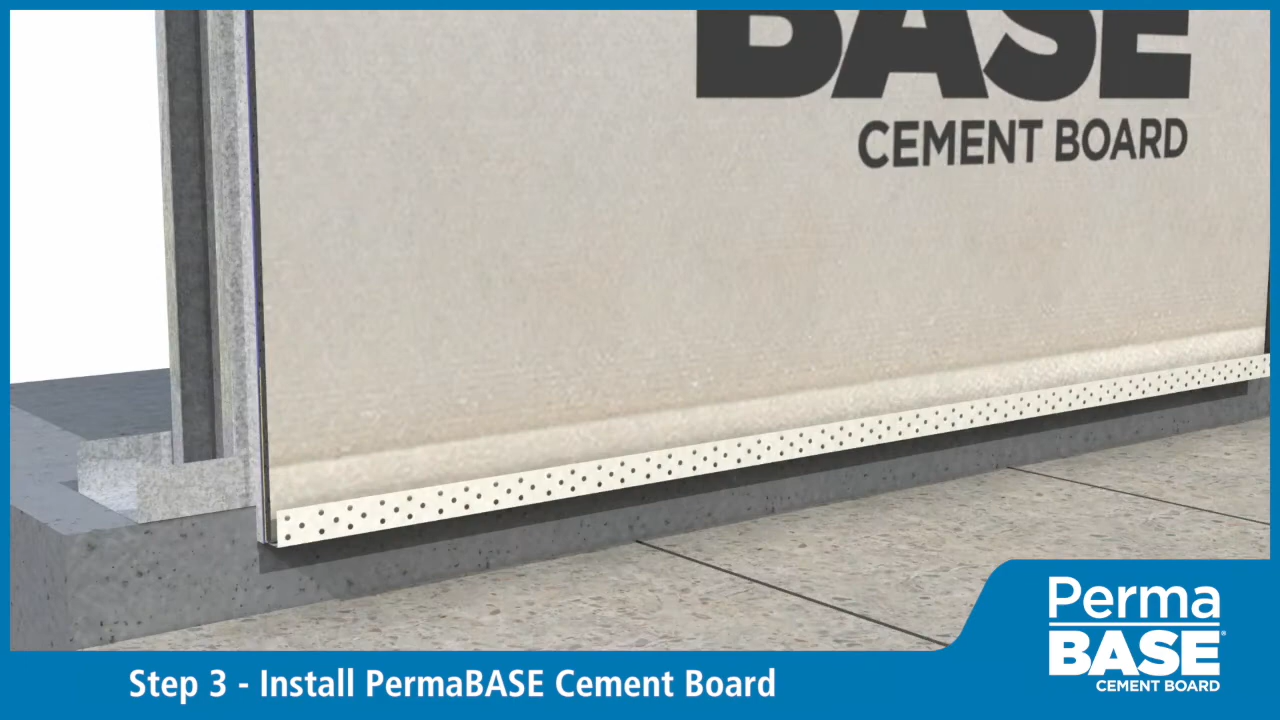 BASE
CEMENT BOARD
Step 3 - Install PermaBASE Cement Board
Perma
BASE®
CEMENT BOARD